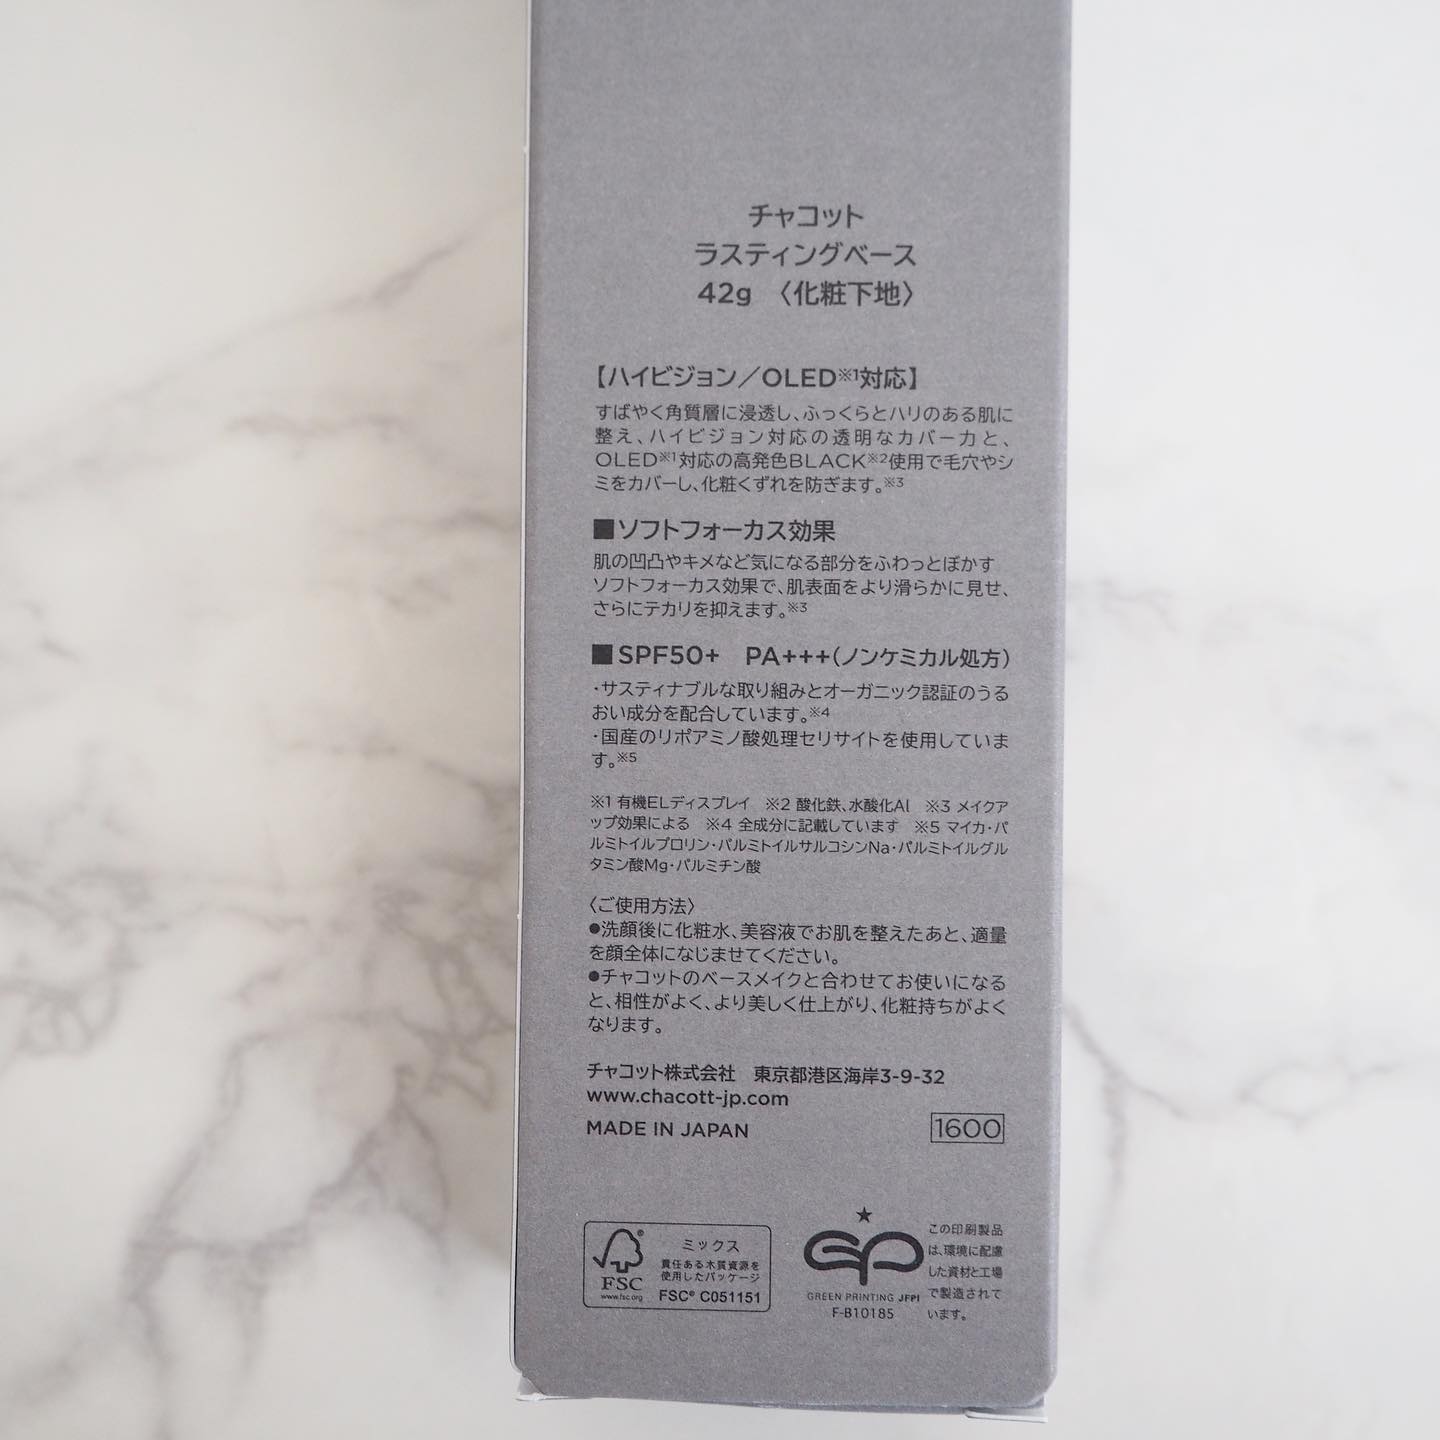 チャコット
ラスティングベース
42g 〈化粧下地〉
【ハイビジョン／OLED※1対応】
すばやく角質層に浸透し、ふっくらとハリのある肌に
整え、ハイビジョン対応の透明なカバー力と、
OLED※1対応の高発色BLACK※2使用で毛穴やシ
ミをカバーし、化粧くずれを防ぎます。※3
■ソフトフォーカス効果
肌の凹凸やキメなど気になる部分をふわっとぼかす
ソフトフォーカス効果で、肌表面をより滑らかに見せ、
さらにテカリを抑えます。※3
■SPF50+ PA+++(ノンケミカル処方)
・サスティナブルな取り組みとオーガニック認証のうる
おい成分を配合しています。※4
・国産のリポアミノ酸処理セリサイトを使用していま
す。※5
※1 有機ELディスプレイ ※2 酸化鉄、水酸化Al ※3 メイクア
ップ効果による ※4 全成分に記載しています ※5 マイカ・パ
ルミトイルプロリン・パルミトイルサルコシンNa・パルミトイルグル
タミン酸Mg・パルミチン酸
〈ご使用方法〉
●洗顔後に化粧水、美容液でお肌を整えたあと、適量
を顔全体になじませてください。
●チャコットのベースメイクと合わせてお使いになる
と、相性がよく、より美しく仕上がり、化粧持ちがよく
なります。
チャコット株式会社 東京都港区海岸3-9-32
www.chacott-jp.com
MADE IN JAPAN
1600
FSC®
www.fsc.org
ミックス
責任ある木質資源を
使用したパッケージ
FSC® C051151
GREEN PRINTING JFPI
F-B10185
この印刷製品
は、環境に配慮
した資材と工場
で製造されて
います。